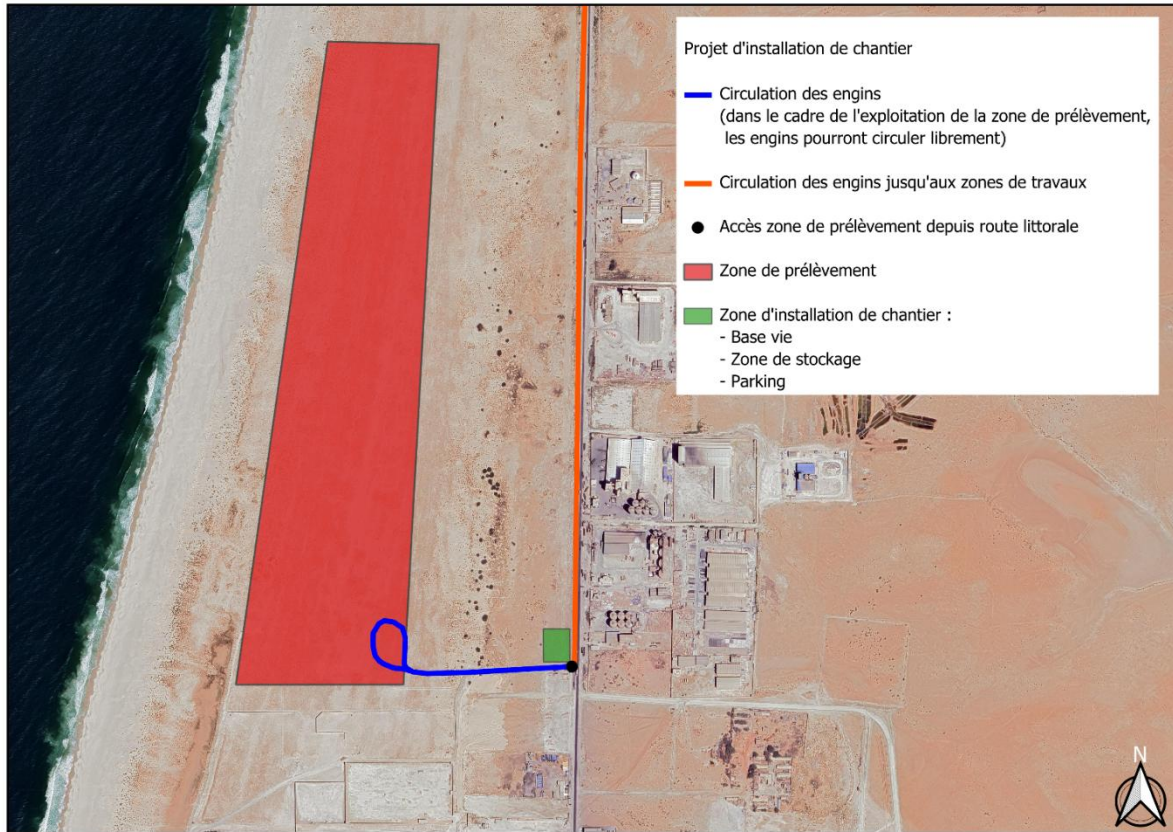 Projet d'installation de chantier
Circulation des engins
(dans le cadre de l'exploitation de la zone de prélèvement,
les engins pourront circuler librement)
Circulation des engins jusqu'aux zones de travaux
Accès zone de prélèvement depuis route littorale
Zone de prélèvement
Zone d'installation de chantier :
- Base vie
- Zone de stockage
- Parking
N